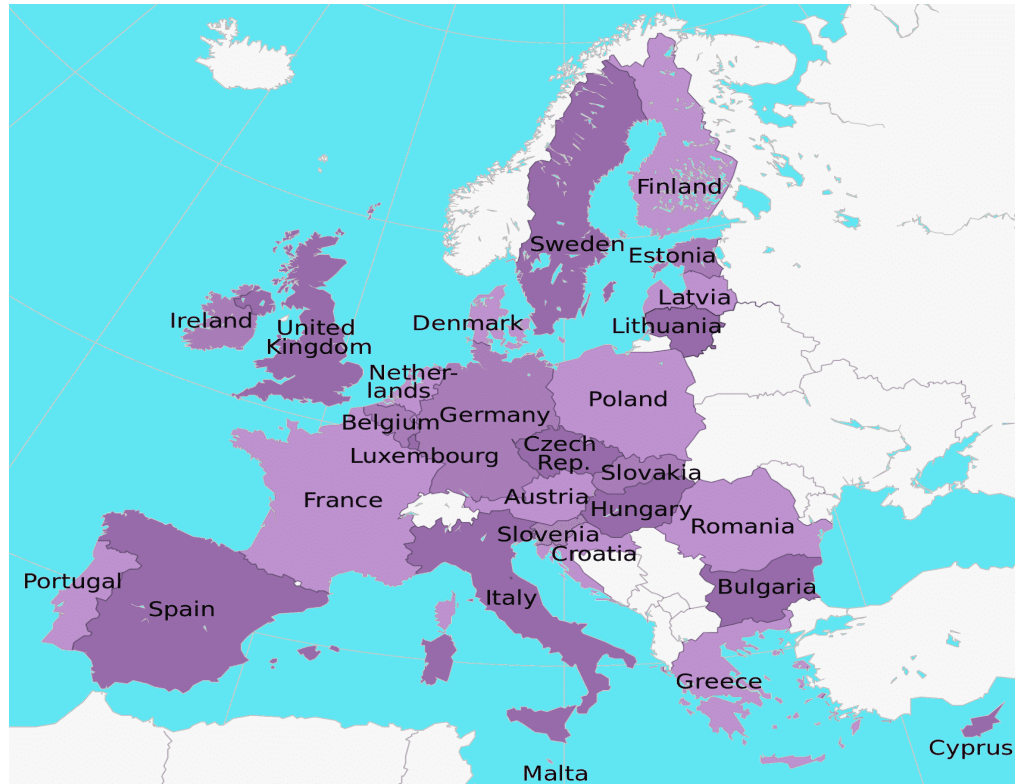 Finland
Sweden
Estonia
Latvia
Ireland
United
Kingdom
Denmark
Lithuania
Nether-
lands
Poland
Belgium
Germany
Czech
Rep.
Luxembourg
Slovakia
France
Austria
Hungary
Romania
Slovenia
Croatia
Portugal
Spain
Italy
Bulgaria
Greece
Cyprus
Malta